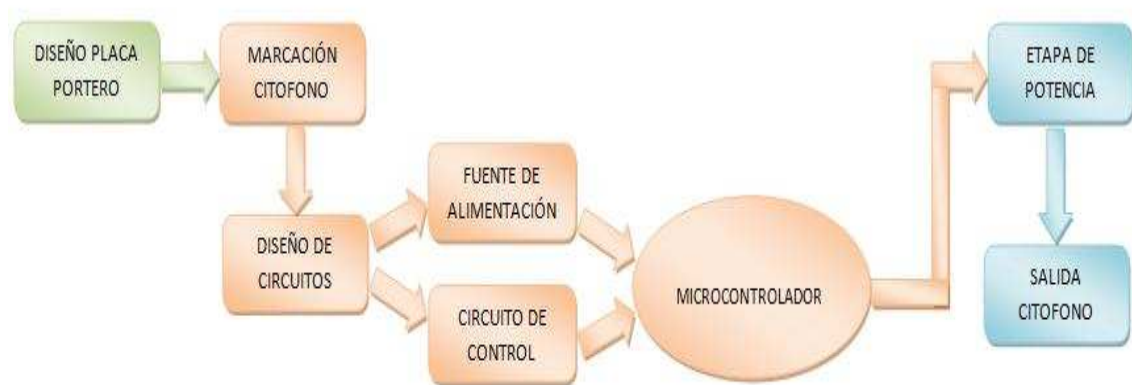 DISEÑO PLACA
PORTERO
MARCACIÓN
CITOFONO
DISEÑO DE
CIRCUITOS
FUENTE DE
ALIMENTACIÓN
CIRCUITO DE
CONTROL
MICROCONTROLADOR
ETAPA DE
POTENCIA
SALIDA
CITOFONO